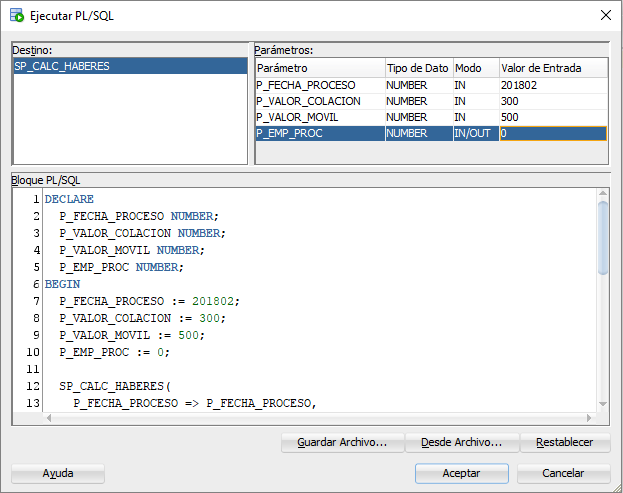 Ejecutar PL/SQL
Destino:
SP_CALC_HABERES
Parámetros:
Parámetro Tipo de Dato Modo Valor de Entrada
P_FECHA_PROCESO NUMBER IN 201802
P_VALOR_COLACION NUMBER IN 300
P_VALOR_MOVIL NUMBER IN 500
P_EMP_PROC NUMBER IN/OUT 0
Bloque PL/SQL
1 DECLARE
2 P_FECHA_PROCESO NUMBER;
3 P_VALOR_COLACION NUMBER;
4 P_VALOR_MOVIL NUMBER;
5 P_EMP_PROC NUMBER;
6 BEGIN
7 P_FECHA_PROCESO := 201802;
8 P_VALOR_COLACION := 300;
9 P_VALOR_MOVIL := 500;
10 P_EMP_PROC := 0;
11
12 SP_CALC_HABERES(
13 P_FECHA_PROCESO => P_FECHA_PROCESO,
Guardar Archivo... Desde Archivo... Restablecer
Ayuda Aceptar Cancelar